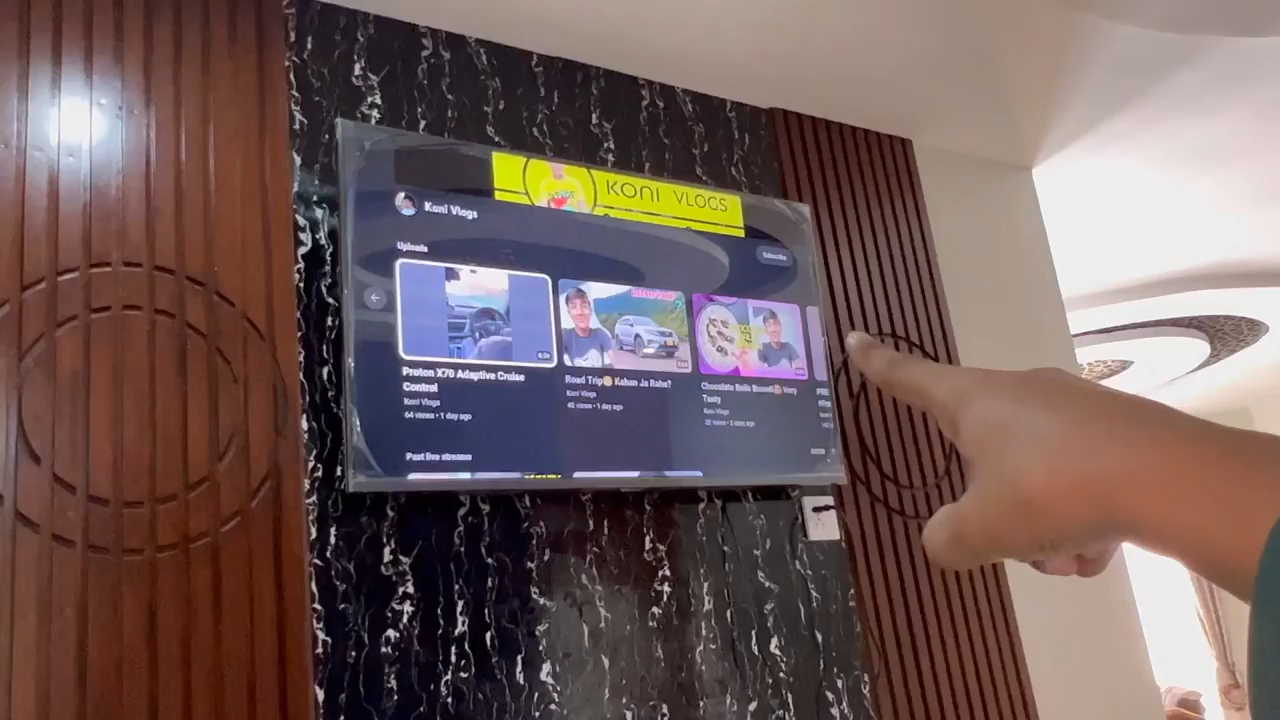 KONI VLOGS
Koni Vlogs
Uploads
Subscribe
Proton X70 Adaptive Cruise
Control
Koni Vlogs
64 views • 1 day ago
Road Trip😊 Kahan Ja Rahe?
Koni Vlogs
40 views • 1 day ago
Chocolate Rolls
Very
Tasty
Koni Vlogs
Past live streams